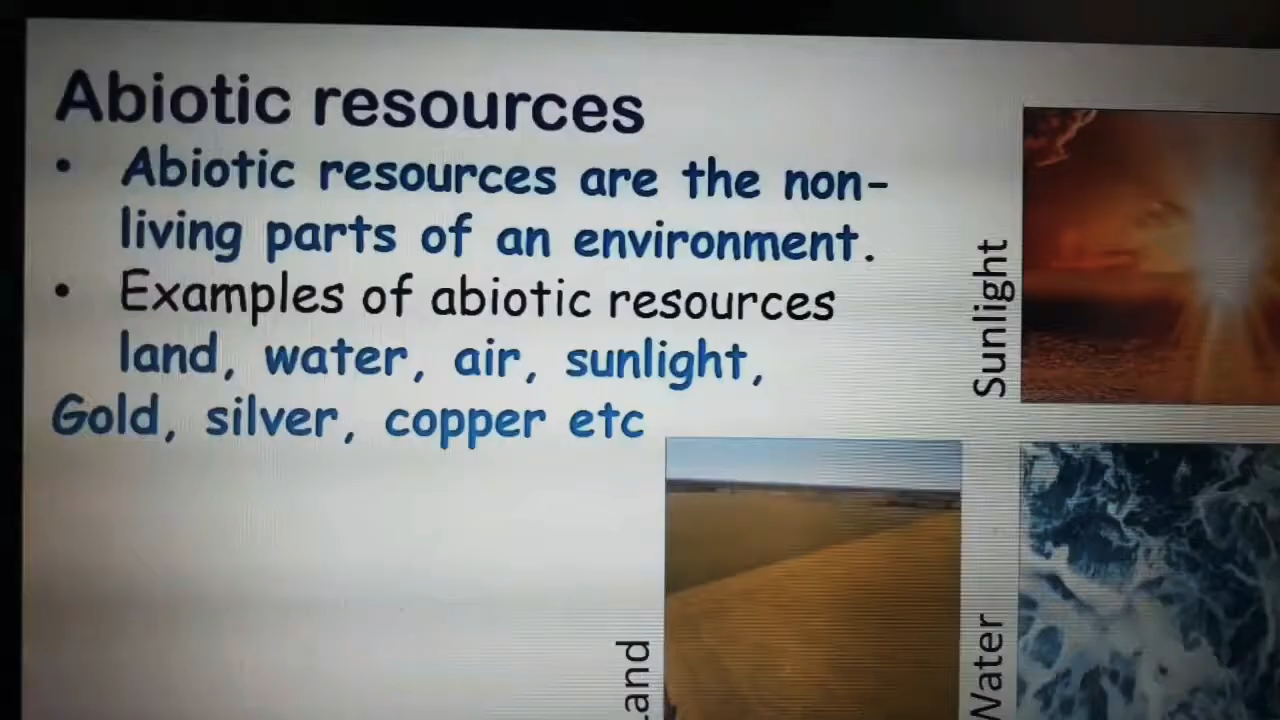 Abiotic resources
• Abiotic resources are the non-
living parts of an environment.
• Examples of abiotic resources
land, water, air, sunlight,
Gold, silver, copper etc
Sunlight
Land
Water